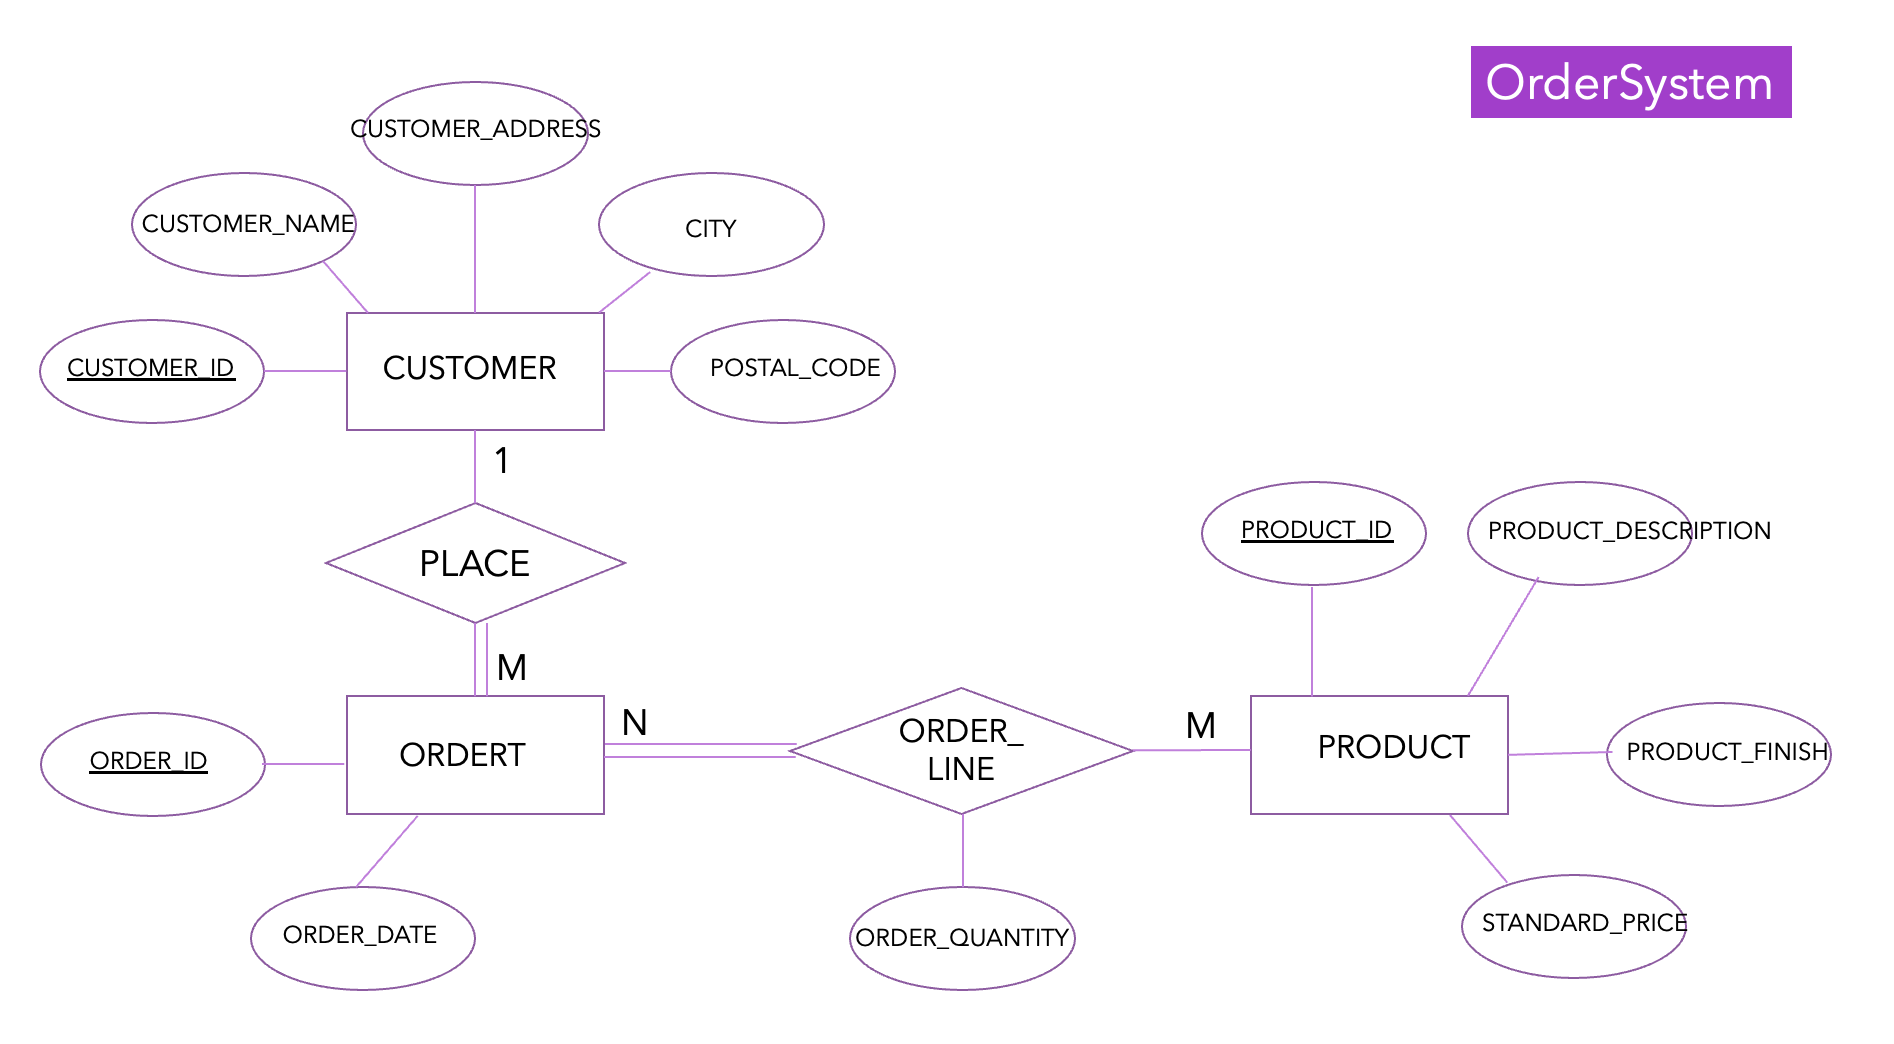 OrderSystem
CUSTOMER_ADDRESS
CUSTOMER_NAME
CITY
CUSTOMER_ID
CUSTOMER
POSTAL_CODE
1
PLACE
M
PRODUCT_ID
PRODUCT_DESCRIPTION
ORDER_ID
ORDERT
N
ORDER_
LINE
M
PRODUCT
PRODUCT_FINISH
ORDER_DATE
ORDER_QUANTITY
STANDARD_PRICE